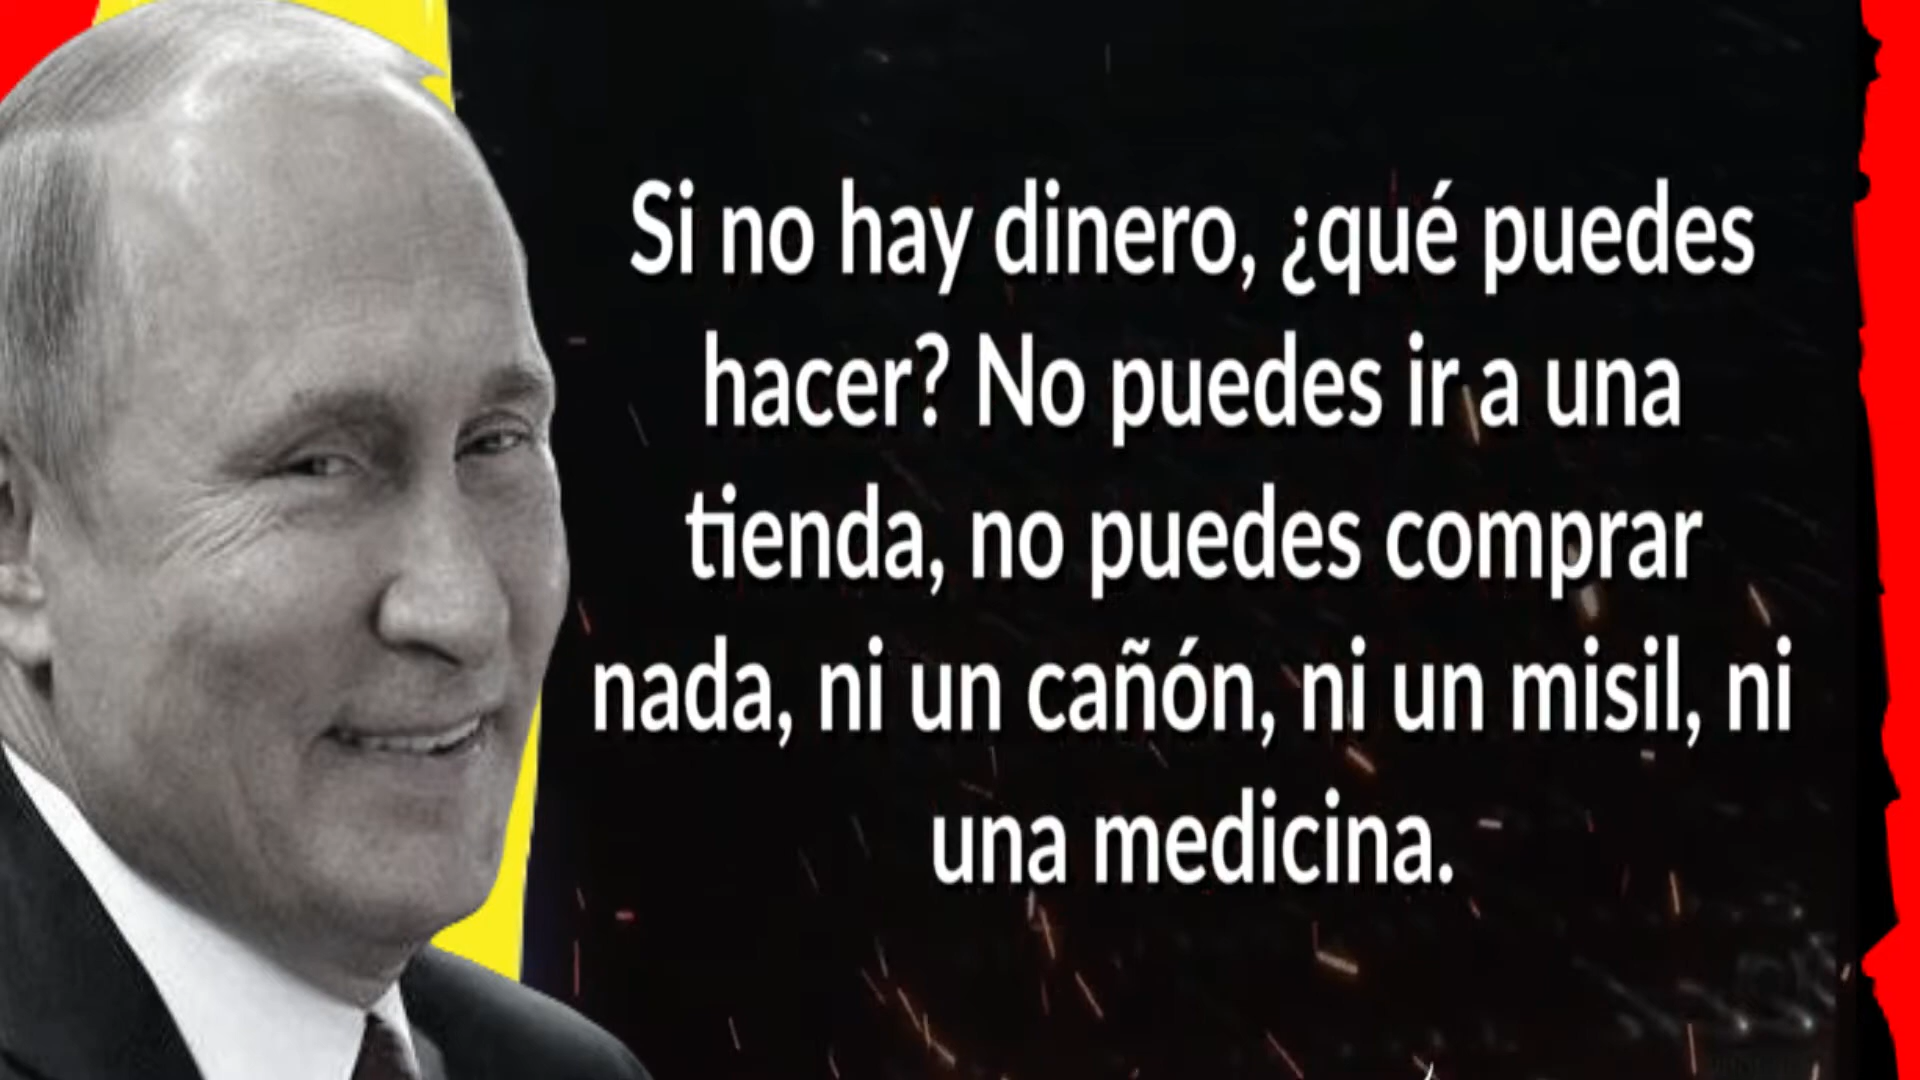 Si no hay dinero, ¿qué puedes
hacer? No puedes ir a una
tienda, no puedes comprar
nada, ni un cañón, ni un misil, ni
una medicina.